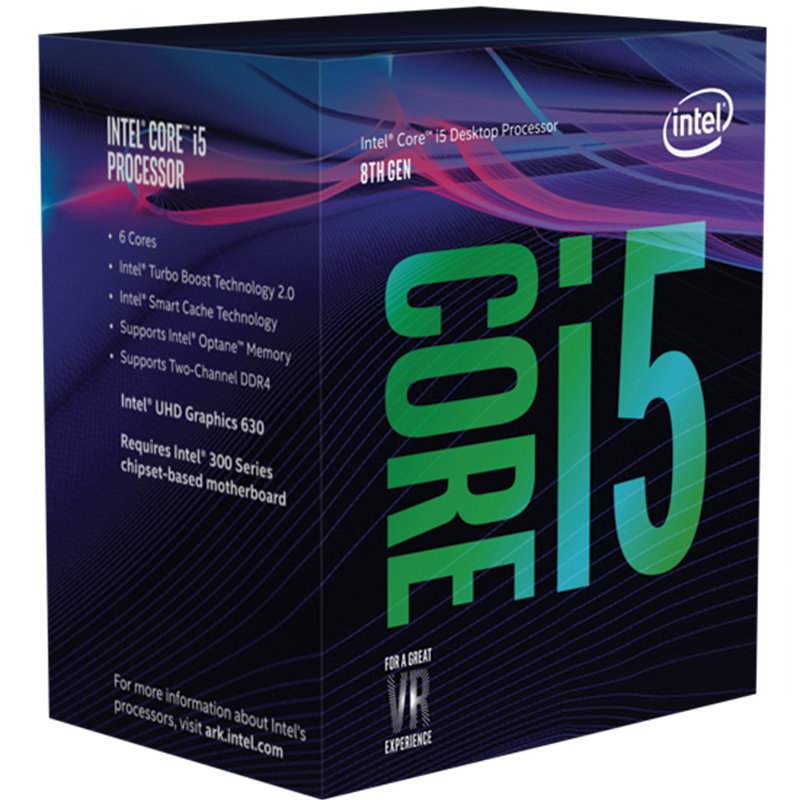 INTEL® CORE™ i5
PROCESSOR
• 6 Cores
• Intel® Turbo Boost Technology 2.0
• Intel® Smart Cache Technology
• Supports Intel® Optane™ Memory
• Supports Two-Channel DDR4
Intel® UHD Graphics 630
Requires Intel® 300 Series
chipset-based motherboard
For more information about Intel's
processors, visit ark.intel.com
Intel® Core™ i5 Desktop Processor
8TH GEN
intel®
CORE i5
FOR A GREAT
VR
EXPERIENCE